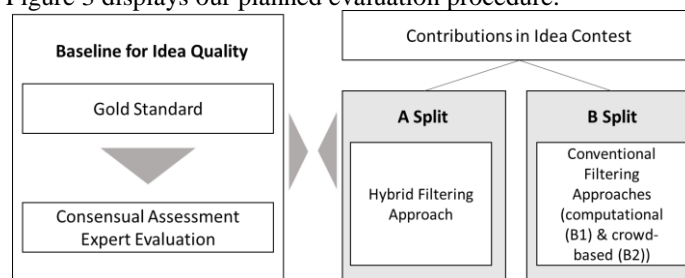 Figure 3 displays our planned evaluation procedure.
Baseline for Idea Quality
Gold Standard
Consensual Assessment
Expert Evaluation
Contributions in Idea Contest
A Split
Hybrid Filtering
Approach
B Split
Conventional
Filtering
Approaches
(computational
(B1) & crowd-
based (B2))